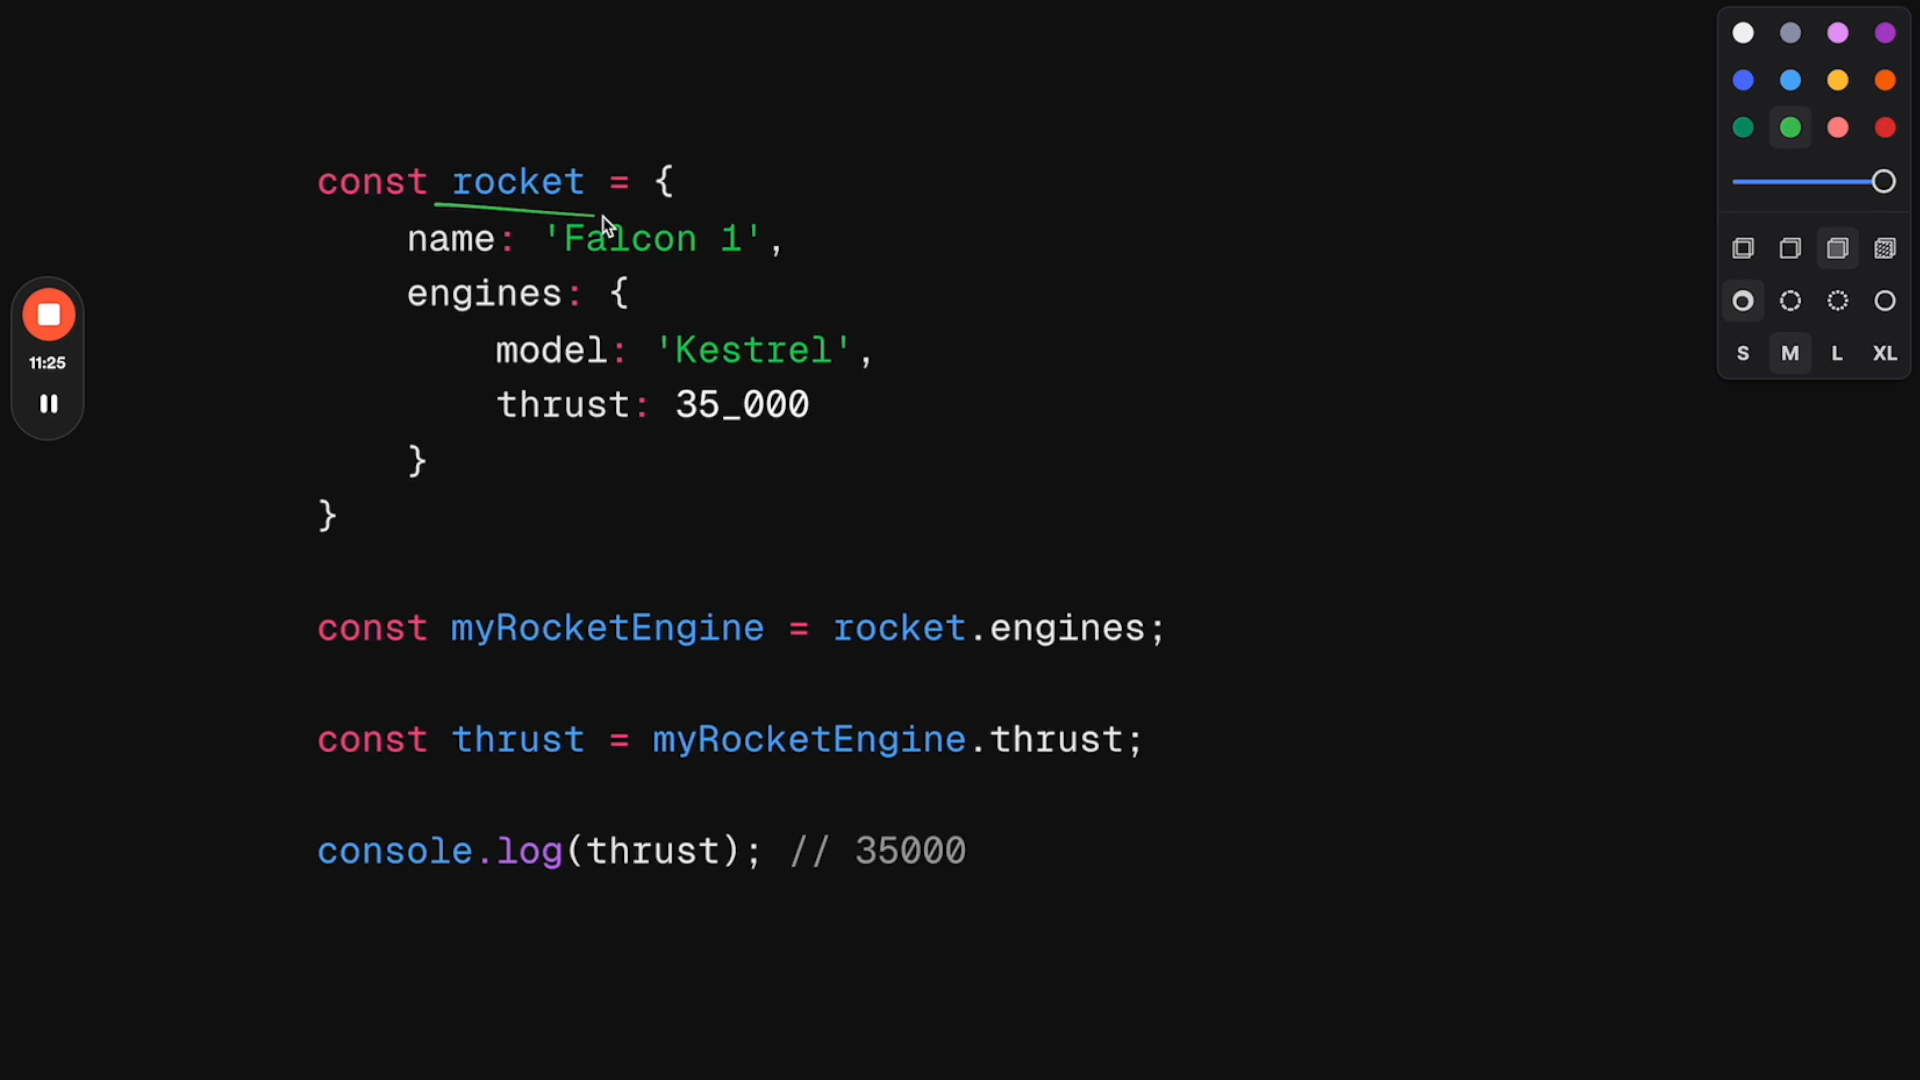 const rocket = {
name: 'Falcon 1',
engines: {
model: 'Kestrel',
thrust: 35_000
}
}
const myRocketEngine = rocket.engines;
const thrust = myRocketEngine.thrust;
console.log(thrust); // 35000
11:25
S M L XL